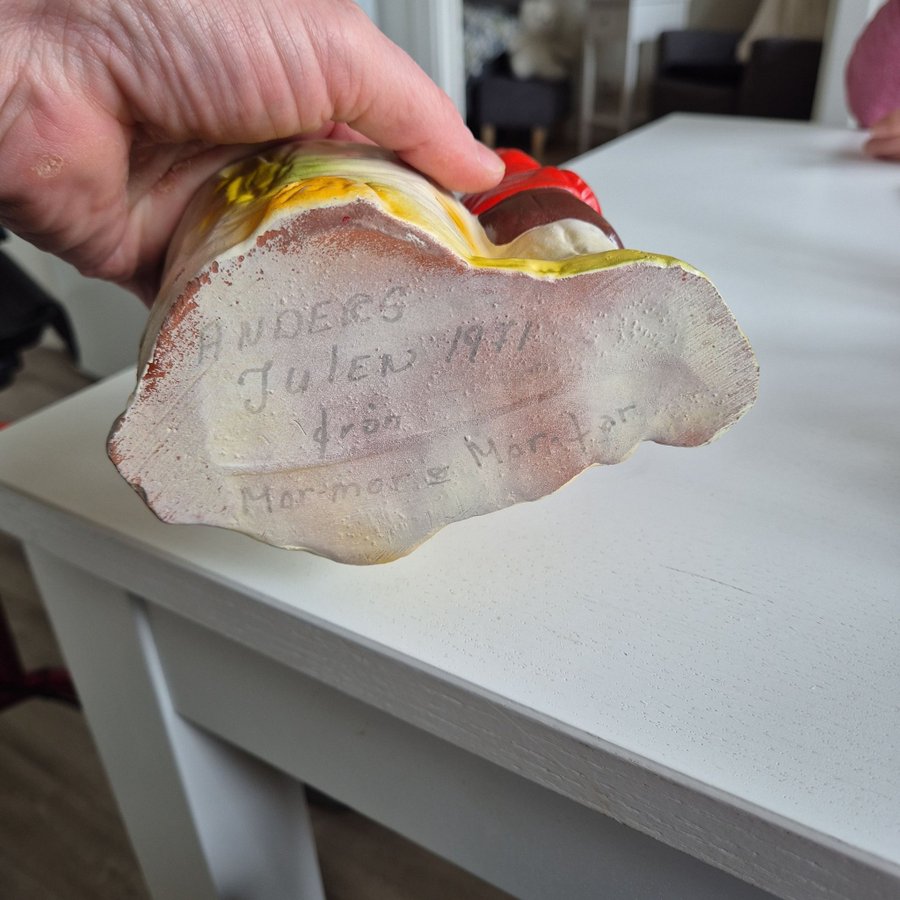 ANDERS
JULEN 1971
från
Mor-mor & Mor-far